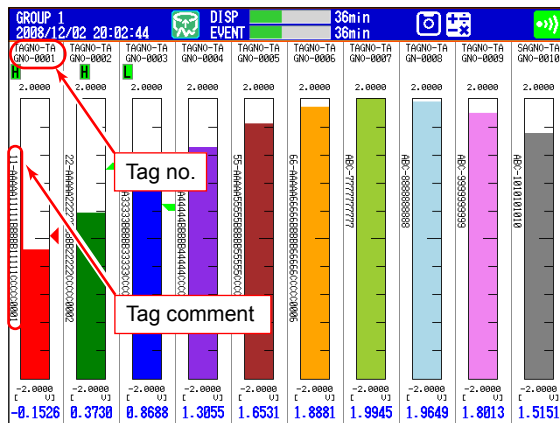 GROUP 1
2008/12/02 20:02:44
DISP 36min
EVENT 36min
TAGNO-TA TAGNO-TA TAGNO-TA TAGNO-TA TAGNO-TA TAGNO-TA TAGNO-TA TAGNO-TA TAGNO-TA SAGNO-TA
GNO-0001 GNO-0002 GNO-0003 GNO-0004 GNO-0005 GNO-0006 GNO-0007 GN-0008 GNO-0009 GNO-0010
H H L
2.0000 2.0000 2.0000 2.0000 2.0000 2.0000 2.0000 2.0000 2.0000 2.0000
11-AAAAA11111BBBBB11111CCCCC0001
55-AAAAA55555BBBBB55555CCCCC0005
66-AAAAA66666BBBBB66666CCCCC0006
ABC-7777777777
ABC-8888888888
ABC-9999999999
ABC-1010101010
Tag no.
Tag comment
-2.0000 -2.0000 -2.0000 -2.0000 -2.0000 -2.0000 -2.0000 -2.0000 -2.0000 -2.0000
[ V] [ V] [ V] [ V] [ V] [ V] [ V] [ V] [ V] [ V]
-0.1526 0.3730 0.8688 1.3055 1.6531 1.8881 1.9945 1.9649 1.8013 1.5151